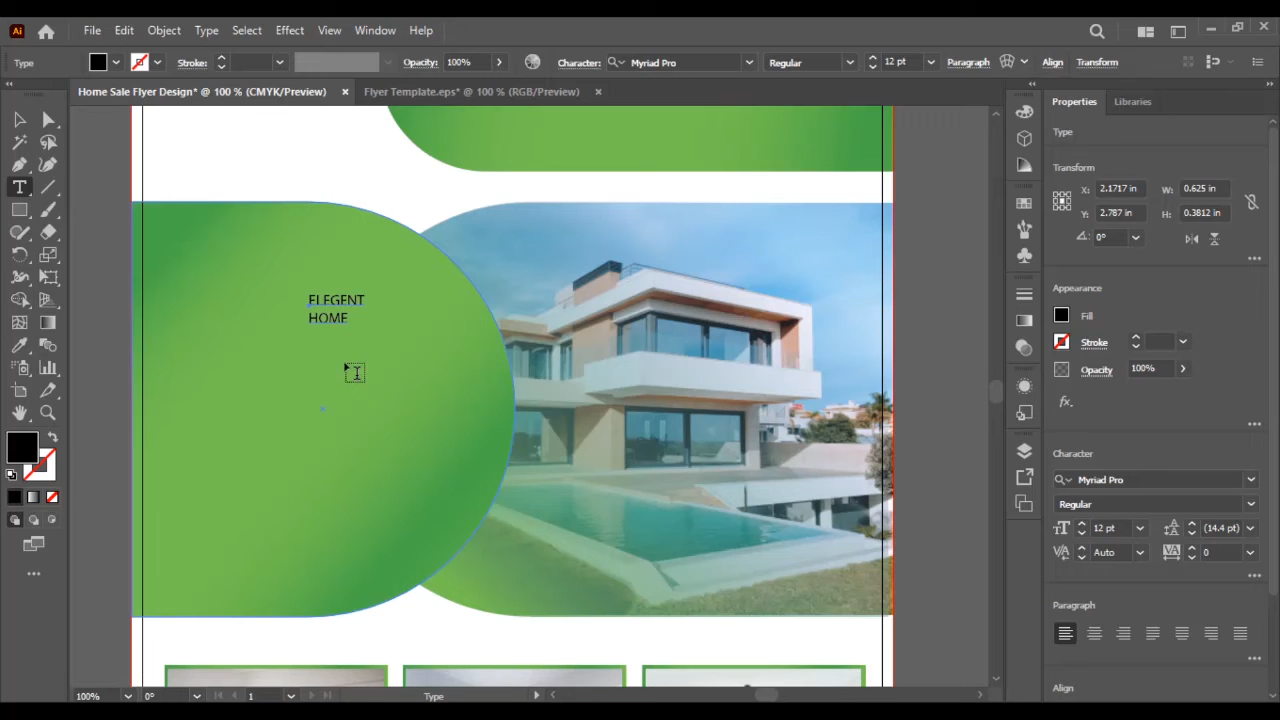 Ai File Edit Object Type Select Effect View Window Help
Type Stroke: Opacity: 100% Character: Myriad Pro Regular 12 pt Paragraph Align Transform
Home Sale Flyer Design* @ 100 % (CMYK/Preview) × Flyer Template.eps* @ 100 % (RGB/Preview) ×
Properties Libraries
Type
Transform
X: 2.1717 in W: 0.625 in
Y: 2.787 in H: 0.3812 in
0°
Appearance
Fill
Stroke
Opacity 100%
fx.
Character
Myriad Pro
Regular
12 pt (14.4 pt)
Auto 0
Paragraph
Align
ELEGENT
HOME
100% 0° 1 Type